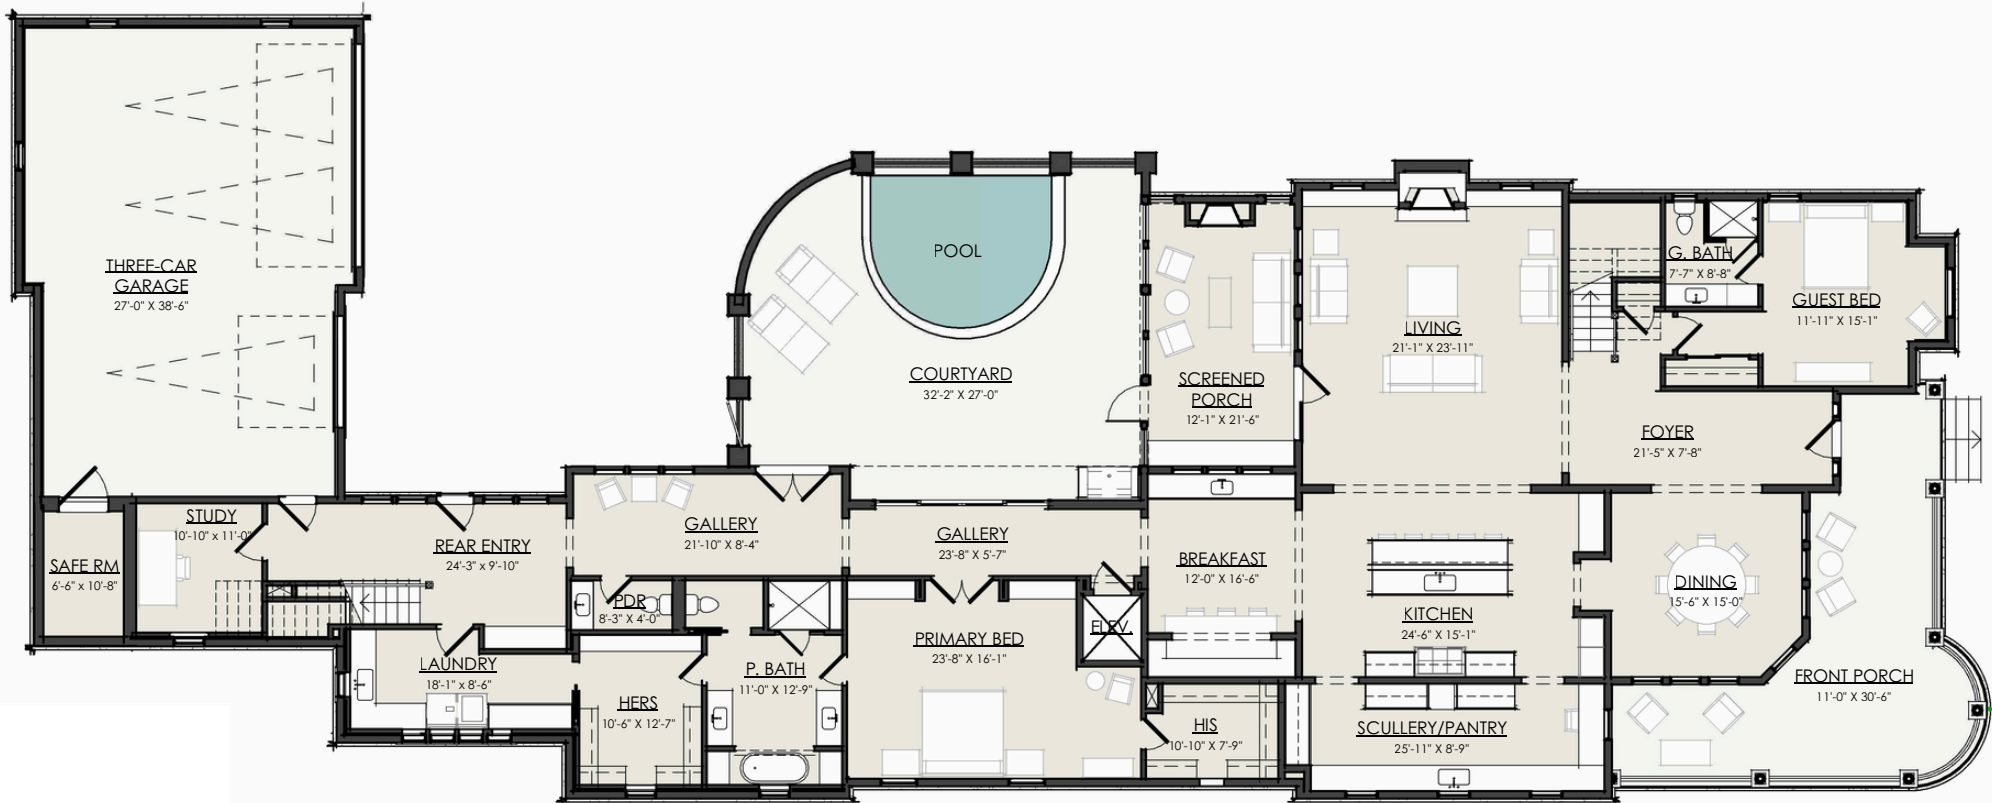 THREE-CAR
GARAGE
27'-0" X 38'-6"
SAFE RM
6'-6" x 10'-8"
STUDY
10'-10" x 11'-0"
REAR ENTRY
24'-3" x 9'-10"
LAUNDRY
18'-1" x 8'-6"
HERS
10'-6" X 12'-7"
PDR
8'-3" X 4'-0"
P. BATH
11'-0" X 12'-9"
GALLERY
21'-10" X 8'-4"
POOL
COURTYARD
32'-2" X 27'-0"
GALLERY
23'-8" X 5'-7"
PRIMARY BED
23'-8" X 16'-1"
ELEV.
HIS
10'-10" X 7'-9"
SCREENED
PORCH
12'-1" X 21'-6"
BREAKFAST
12'-0" X 16'-6"
LIVING
21'-1" X 23'-11"
KITCHEN
24'-6" X 15'-1"
SCULLERY/PANTRY
25'-11" X 8'-9"
G. BATH
7'-7" X 8'-8"
GUEST BED
11'-11" X 15'-1"
FOYER
21'-5" X 7'-8"
DINING
15'-6" X 15'-0"
FRONT PORCH
11'-0" X 30'-6"